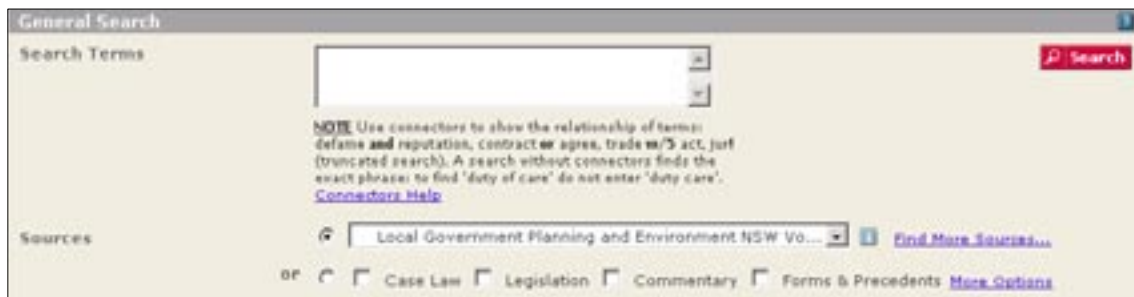 General Search
Search Terms
Search
NOTE Use connectors to show the relationship of terms:
defame and reputation, contract or agree, trade w/5 act, jur!
(truncated search). A search without connectors finds the
exact phrase: to find 'duty of care' do not enter 'duty care'.
Connectors Help
Sources Local Government Planning and Environment NSW Vo... Find More Sources...
or Case Law Legislation Commentary Forms & Precedents More Options